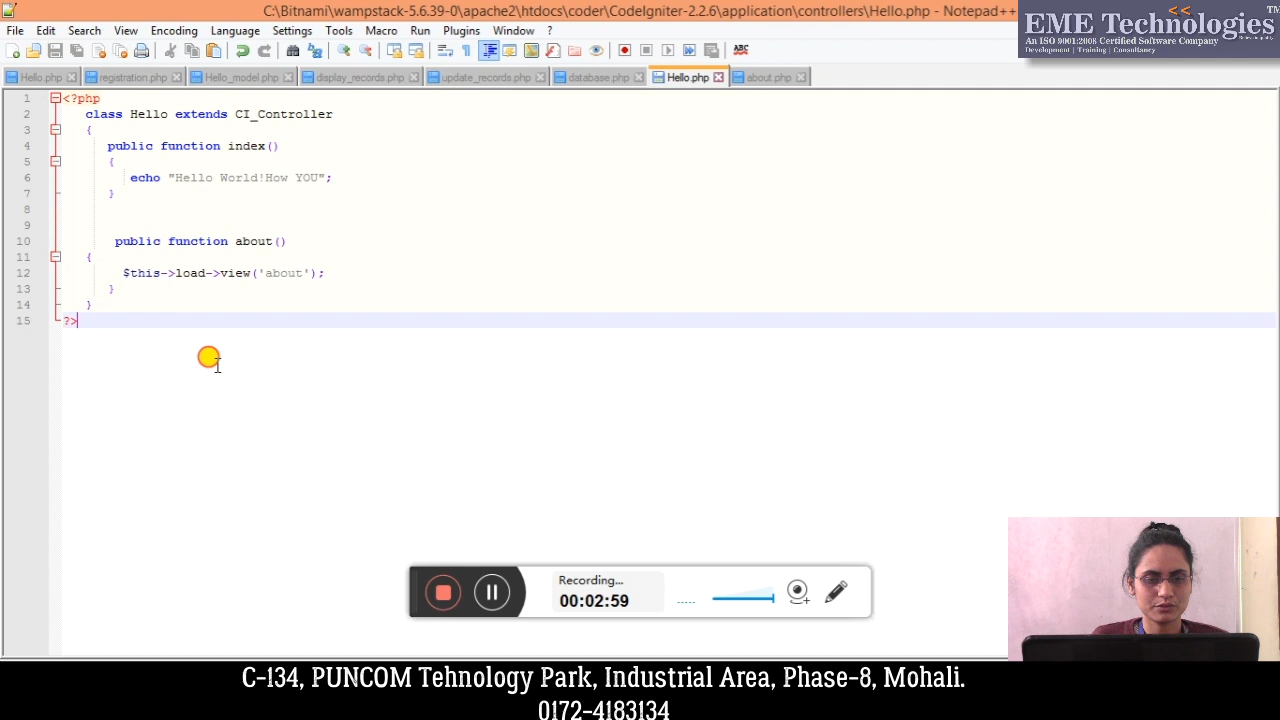 C:\Bitnami\wampstack-5.6.39-0\apache2\htdocs\coder\CodeIgniter-2.2.6\application\controllers\Hello.php - Notepad++
<<
TM
EME Technologies
An ISO 9001:2008 Certified Software Company
Development | Training | Consultancy
File Edit Search View Encoding Language Settings Tools Macro Run Plugins Window ?
ABC
Hello.php registration.php Hello_model.php display_records.php update_records.php database.php Hello.php about.php
1 <?php
2 class Hello extends CI_Controller
3 {
4 public function index()
5 {
6 echo "Hello World!How YOU";
7 }
8
9
10 public function about()
11 {
12 $this->load->view('about');
13 }
14 }
15 ?>
Recording...
00:02:59
C-134, PUNCOM Tehnology Park, Industrial Area, Phase-8, Mohali.
0172-4183134